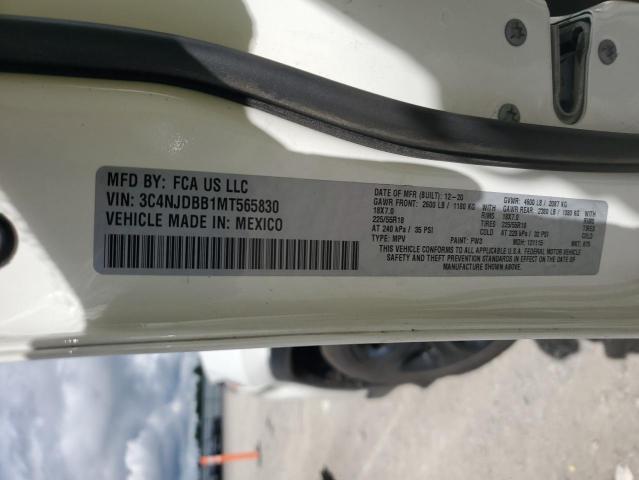 MFD BY: FCA US LLC
VIN: 3C4NJDBB1MT565830
VEHICLE MADE IN: MEXICO
DATE OF MFR (BUILT): 12-20 GVWR: 4600 LB / 2087 KG
GAWR FRONT: 2600 LB / 1180 KG GAWR REAR: 2380 LB / 1080 KG
18X7.0 RIMS 18X7.0 RIMS
225/55R18 TIRES 225/55R18 TIRES
AT 240 kPa / 35 PSI COLD AT 220 kPa / 32 PSI COLD
TYPE: MPV PAINT: PW3 MDH: 121115
THIS VEHICLE CONFORMS TO ALL APPLICABLE U.S.A. FEDERAL MOTOR VEHICLE
SAFETY AND THEFT PREVENTION STANDARDS IN EFFECT ON THE DATE OF
MANUFACTURE SHOWN ABOVE.